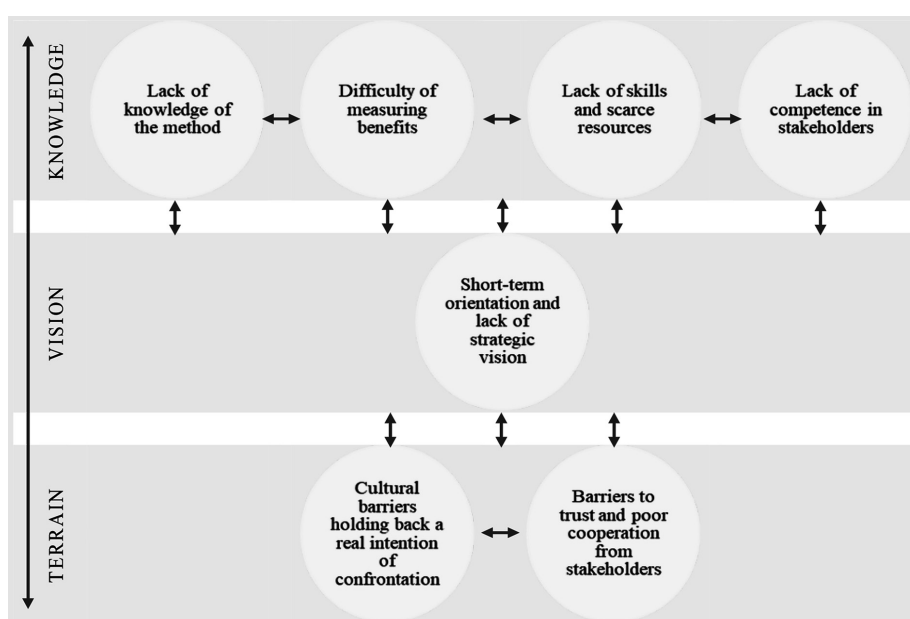 KNOWLEDGE
Lack of
knowledge of
the method
Difficulty of
measuring
benefits
Lack of skills
and scarce
resources
Lack of
competence in
stakeholders
VISION
Short-term
orientation and
lack of
strategic
vision
TERRAIN
Cultural
barriers
holding back a
real intention
of
confrontation
Barriers to
trust and poor
cooperation
from
stakeholders